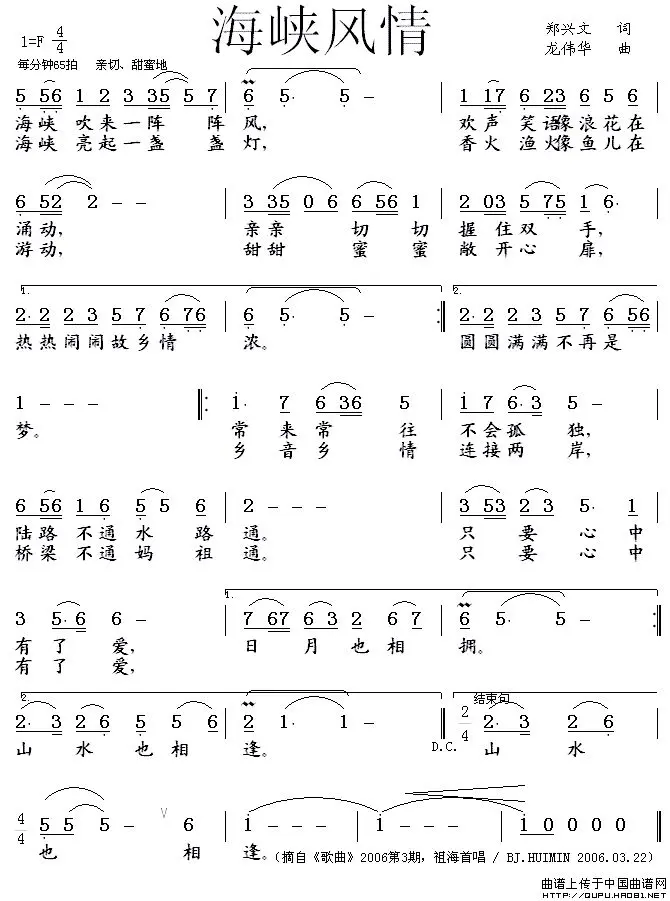 海峡风情
1=F 4/4
郑兴文 词
龙伟华 曲
每分钟65拍 亲切、甜蜜地
5 56 1 2 3 35 5 7 | 6 5· 5 - | 1 17 6 23 6 5 6
海峡 吹来一阵 阵 风, 欢声 笑语像浪花在
海峡 亮起一盏 盏 灯, 香火 渔火像鱼儿在
6 52 2 - - | 3 35 0 6 6 56 1 | 2 03 5 75 1 6·
涌动, 亲亲 切 切 握 住双 手,
游动, 甜甜 蜜 蜜 敞 开心 扉,
1. 2.
2· 2 2 3 5 7 6 76 | 6 5· 5 - :| 2· 2 2 3 5 7 6 56
热热闹闹故乡情 浓。 圆圆满满不再是
1 - - - :| i· 7 6 36 5 | i 7 6·3 5 -
梦。 常 来常 往 不会孤 独,
乡 音乡 情 连接两 岸,
6 56 1 6 5 5 6 | 2 - - - | 3 53 2 3 5· 1
陆路 不通水 路 通。 只 要 心 中
桥梁 不通妈 祖 通。 只 要 心 中
1.
3 5·6 6 - | 7 67 6 3 2 6 7 | 6 5· 5 -
有 了 爱, 日 月也相 拥。
有 了 爱,
2. 结束句
2· 3 2 6 5 5 5 6 | 2 1· 1 - | 2/4 2· 3 2 6
山 水 也 相 逢。 D.C. 山 水
4/4 5 5 5 - V 6 | i - - - | i - - - | i 0 0 0 0
也 相 逢。(摘自《歌曲》2006第3期, 祖海首唱 / BJ.HUIMIN 2006.03.22)
曲谱上传于中国曲谱网
http://QUPU.HAO81.NET